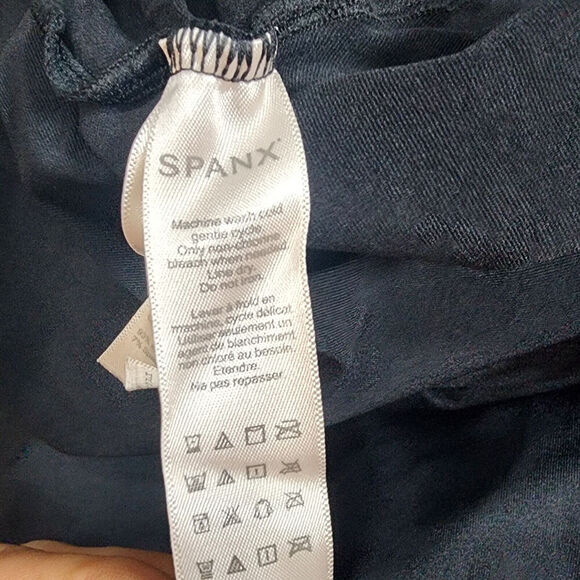 SPANX
Machine wash cold
gentle cycle.
Only non-chlorine
bleach when needed.
Line dry.
Do not iron.
Laver à froid en
machine, cycle délicat.
Utiliser seulement un
agent de blanchiment
non-chloré au besoin.
Étendre.
Ne pas repasser.